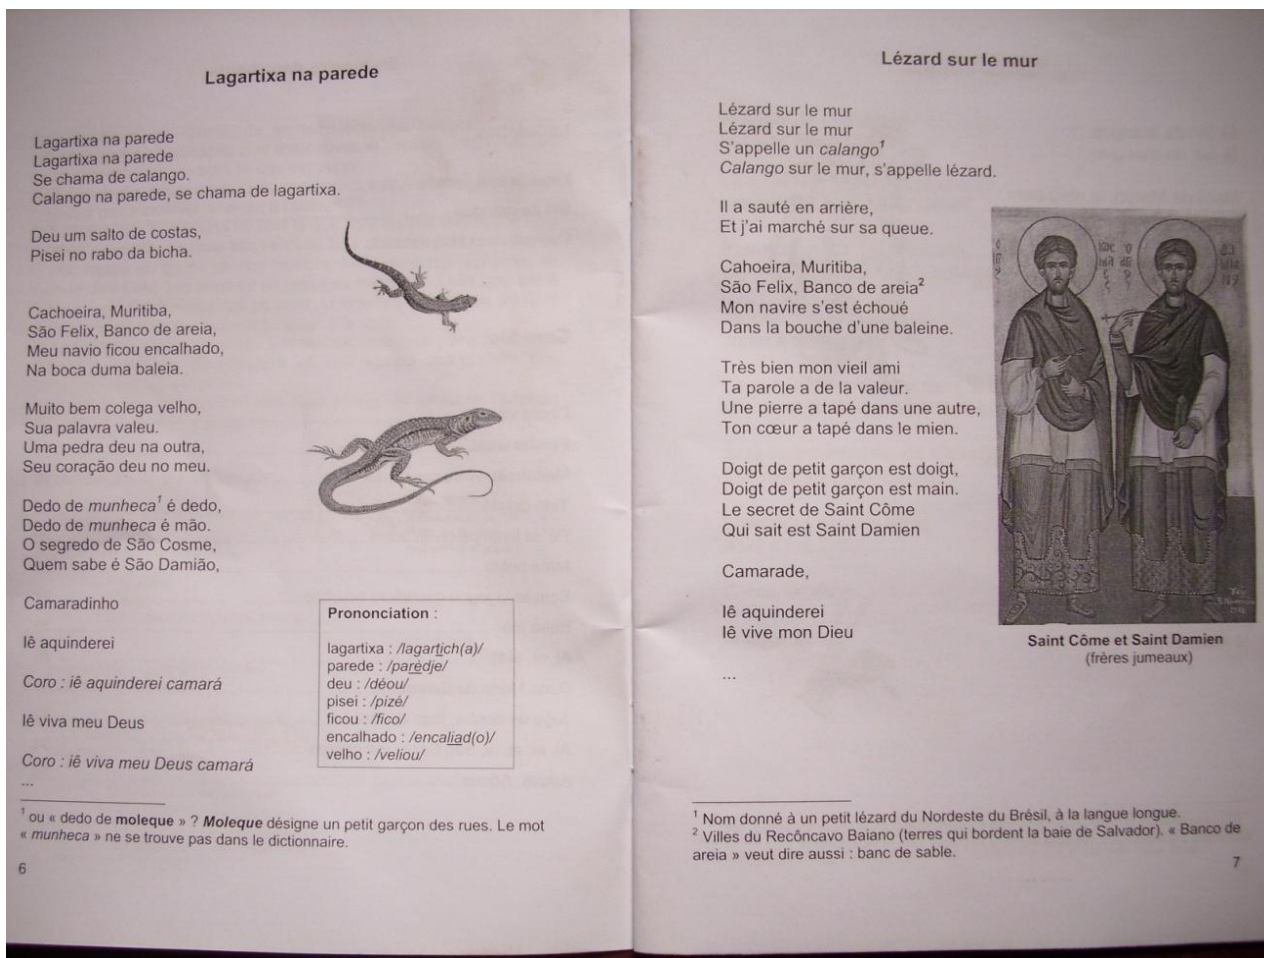 Lagartixa na parede
Lagartixa na parede
Lagartixa na parede
Se chama de calango.
Calango na parede, se chama de lagartixa.
Deu um salto de costas,
Pisei no rabo da bicha.
Cachoeira, Muritiba,
São Felix, Banco de areia,
Meu navio ficou encalhado,
Na boca duma baleia.
Muito bem colega velho,
Sua palavra valeu.
Uma pedra deu na outra,
Seu coração deu no meu.
Dedo de munheca¹ é dedo,
Dedo de munheca é mão.
O segredo de São Cosme,
Quem sabe é São Damião,
Camaradinho
Iê aquinderei
Coro : iê aquinderei camará
Iê viva meu Deus
Coro : iê viva meu Deus camará
...
Prononciation :
lagartixa : /lagartich(a)/
parede : /parèdje/
deu : /déou/
pisei : /pizé/
ficou : /fico/
encalhado : /encaliad(o)/
velho : /veliou/
¹ ou « dedo de moleque » ? Moleque désigne un petit garçon des rues. Le mot
« munheca » ne se trouve pas dans le dictionnaire.
6
Lézard sur le mur
Lézard sur le mur
Lézard sur le mur
S'appelle un calango¹
Calango sur le mur, s'appelle lézard.
Il a sauté en arrière,
Et j'ai marché sur sa queue.
Cahoeira, Muritiba,
São Felix, Banco de areia²
Mon navire s'est échoué
Dans la bouche d'une baleine.
Très bien mon vieil ami
Ta parole a de la valeur.
Une pierre a tapé dans une autre,
Ton cœur a tapé dans le mien.
Doigt de petit garçon est doigt,
Doigt de petit garçon est main.
Le secret de Saint Côme
Qui sait est Saint Damien
Camarade,
Iê aquinderei
Iê vive mon Dieu
...
Saint Côme et Saint Damien
(frères jumeaux)
¹ Nom donné à un petit lézard du Nordeste du Brésil, à la langue longue.
² Villes du Recôncavo Baiano (terres qui bordent la baie de Salvador). « Banco de
areia » veut dire aussi : banc de sable.
7